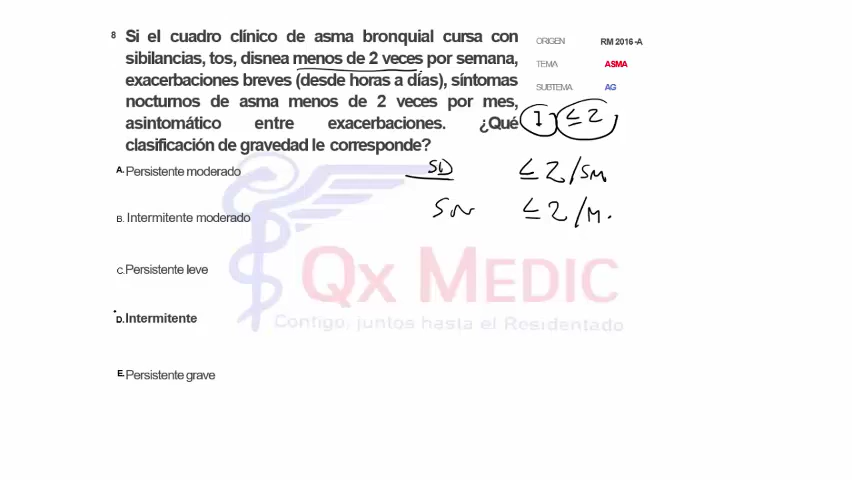 8 Si el cuadro clínico de asma bronquial cursa con
sibilancias, tos, disnea menos de 2 veces por semana,
exacerbaciones breves (desde horas a días), síntomas
nocturnos de asma menos de 2 veces por mes,
asintomático entre exacerbaciones. ¿Qué
clasificación de gravedad le corresponde?
A. Persistente moderado
B. Intermitente moderado
C. Persistente leve
D. Intermitente
E. Persistente grave
ORIGEN RM 2016 -A
TEMA ASMA
SUBTEMA AG
I ≤ 2
SD ≤ 2/SM
SN ≤ 2/M.
Qx MEDIC
Contigo, juntos hasta el Residentado